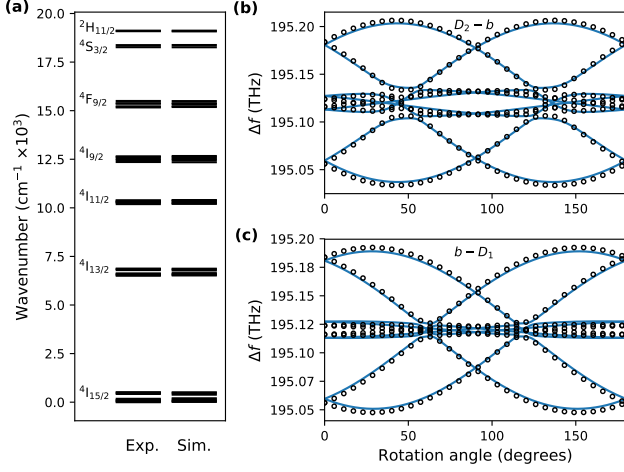 (a)
20.0
17.5
15.0
12.5
10.0
7.5
5.0
2.5
0.0
Wavenumber (cm⁻¹ ×10³)
²H₁₁/₂
⁴S₃/₂
⁴F₉/₂
⁴I₉/₂
⁴I₁₁/₂
⁴I₁₃/₂
⁴I₁₅/₂
Exp. Sim.
(b)
D₂ − b
195.20
195.15
195.10
195.05
Δf (THz)
0 50 100 150
(c)
b − D₁
195.20
195.18
195.15
195.12
195.10
195.07
195.05
Δf (THz)
0 50 100 150
Rotation angle (degrees)